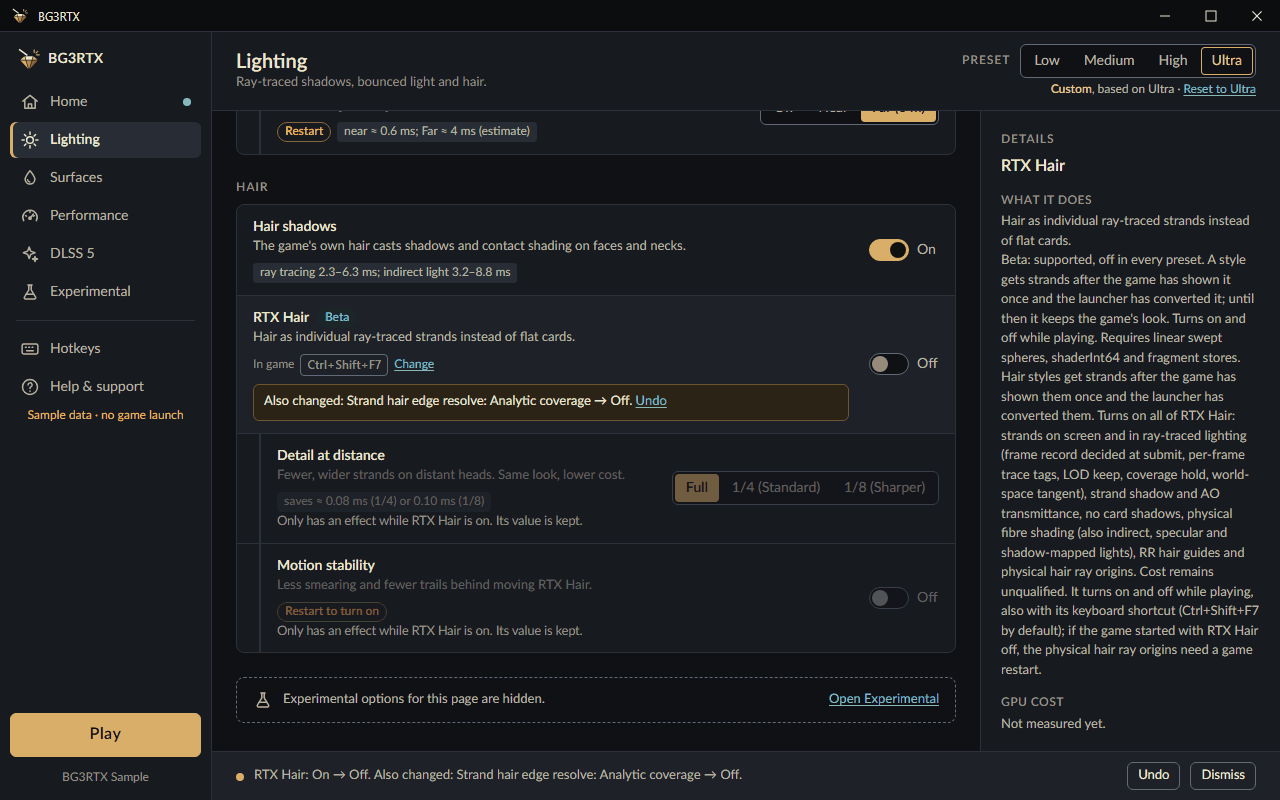 BG3RTX
BG3RTX
Home
Lighting
Surfaces
Performance
DLSS 5
Experimental
Hotkeys
Help & support
Sample data · no game launch
Play
BG3RTX Sample
Lighting
Ray-traced shadows, bounced light and hair.
PRESET
Low
Medium
High
Ultra
Custom, based on Ultra · Reset to Ultra
Restart
near ≈ 0.6 ms; Far ≈ 4 ms (estimate)
HAIR
Hair shadows
The game's own hair casts shadows and contact shading on faces and necks.
ray tracing 2.3–6.3 ms; indirect light 3.2–8.8 ms
On
RTX Hair Beta
Hair as individual ray-traced strands instead of flat cards.
In game Ctrl+Shift+F7 Change
Off
Also changed: Strand hair edge resolve: Analytic coverage → Off. Undo
Detail at distance
Fewer, wider strands on distant heads. Same look, lower cost.
saves ≈ 0.08 ms (1/4) or 0.10 ms (1/8)
Only has an effect while RTX Hair is on. Its value is kept.
Full
1/4 (Standard)
1/8 (Sharper)
Motion stability
Less smearing and fewer trails behind moving RTX Hair.
Restart to turn on
Only has an effect while RTX Hair is on. Its value is kept.
Off
Experimental options for this page are hidden.
Open Experimental
DETAILS
RTX Hair
WHAT IT DOES
Hair as individual ray-traced strands instead
of flat cards.
Beta: supported, off in every preset. A style
gets strands after the game has shown it
once and the launcher has converted it; until
then it keeps the game's look. Turns on and
off while playing. Requires linear swept
spheres, shaderInt64 and fragment stores.
Hair styles get strands after the game has
shown them once and the launcher has
converted them. Turns on all of RTX Hair:
strands on screen and in ray-traced lighting
(frame record decided at submit, per-frame
trace tags, LOD keep, coverage hold, world-
space tangent), strand shadow and AO
transmittance, no card shadows, physical
fibre shading (also indirect, specular and
shadow-mapped lights), RR hair guides and
physical hair ray origins. Cost remains
unqualified. It turns on and off while playing,
also with its keyboard shortcut (Ctrl+Shift+F7
by default); if the game started with RTX Hair
off, the physical hair ray origins need a game
restart.
GPU COST
Not measured yet.
RTX Hair: On → Off. Also changed: Strand hair edge resolve: Analytic coverage → Off.
Undo
Dismiss